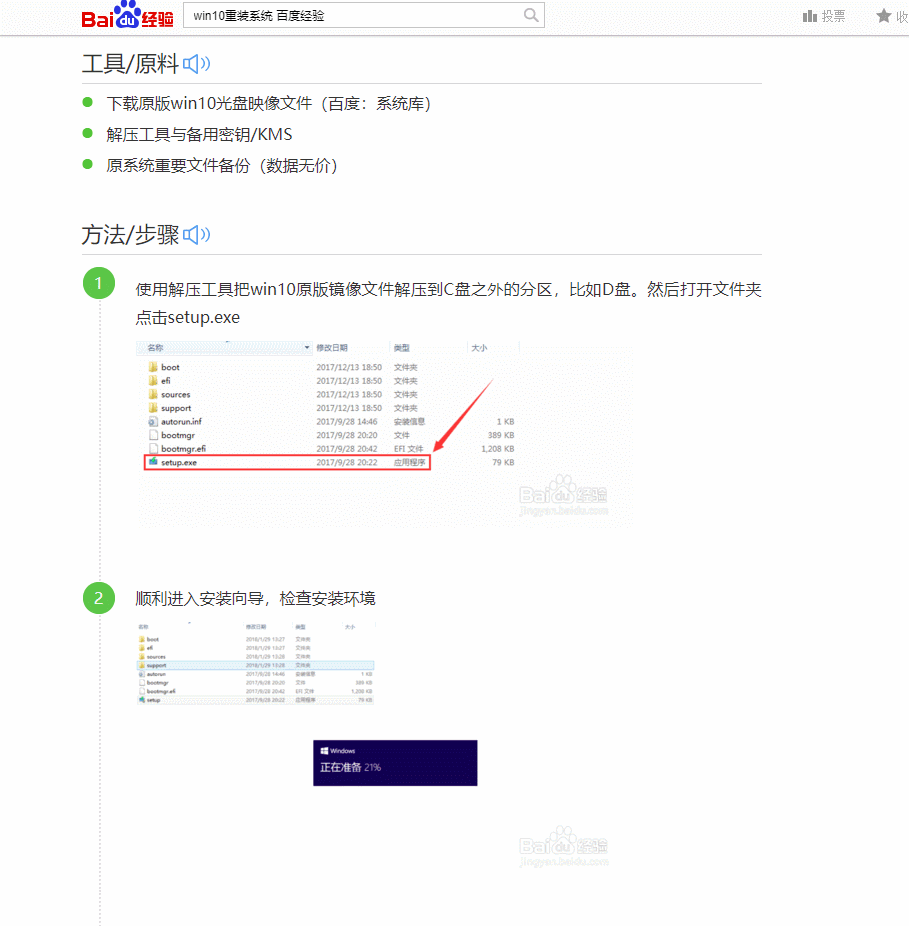 Bai du 经验
win10重装系统 百度经验
投票
收
工具/原料
下载原版win10光盘映像文件（百度：系统库）
解压工具与备用密钥/KMS
原系统重要文件备份（数据无价）
方法/步骤
1
使用解压工具把win10原版镜像文件解压到C盘之外的分区，比如D盘。然后打开文件夹
点击setup.exe
名称 修改日期 类型 大小
boot 2017/12/13 18:50 文件夹
efi 2017/12/13 18:50 文件夹
sources 2017/12/13 18:50 文件夹
support 2017/12/13 18:50 文件夹
autorun.inf 2017/9/28 14:46 安装信息 1 KB
bootmgr 2017/9/28 20:20 文件 389 KB
bootmgr.efi 2017/9/28 20:42 EFI 文件 1,208 KB
setup.exe 2017/9/28 20:22 应用程序 79 KB
Bai du 经验
jingyan.baidu.com
2
顺利进入安装向导，检查安装环境
名称 修改日期 类型 大小
boot 2018/1/29 13:27 文件夹
efi 2018/1/29 13:28 文件夹
sources 2018/1/29 13:28 文件夹
support 2018/1/29 13:28 文件夹
autorun 2017/9/28 14:46 安装信息 1 KB
bootmgr 2017/9/28 20:20 文件 389 KB
bootmgr.efi 2017/9/28 20:42 EFI 文件 1,208 KB
setup 2017/9/28 20:22 应用程序 79 KB
Windows
正在准备 21%
Bai du 经验
jingyan.baidu.com